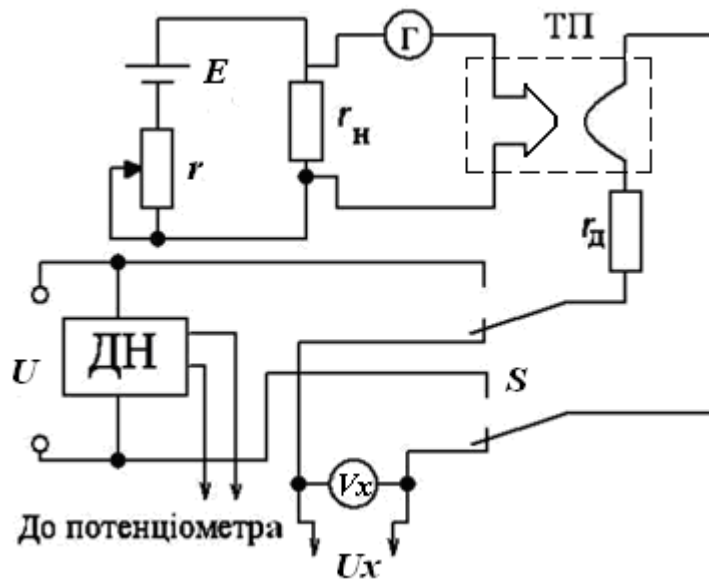 ТП
Г
E
rн
r
rд
ДН
U
S
Vx
До потенціометра
Ux